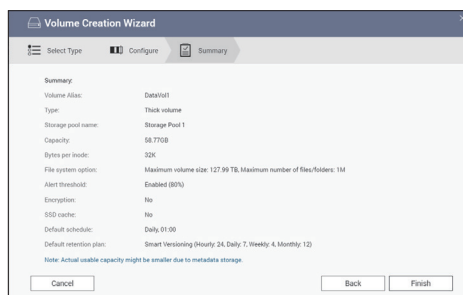 Volume Creation Wizard
Select Type Configure Summary
Summary:
Volume Alias: DataVol1
Type: Thick volume
Storage pool name: Storage Pool 1
Capacity: 58.77GB
Bytes per inode: 32K
File system option: Maximum volume size: 127.99 TB, Maximum number of files/folders: 1M
Alert threshold: Enabled (80%)
Encryption: No
SSD cache: No
Default schedule: Daily, 01:00
Default retention plan: Smart Versioning (Hourly: 24, Daily: 7, Weekly: 4, Monthly: 12)
Note: Actual usable capacity might be smaller due to metadata storage.
Cancel Back Finish